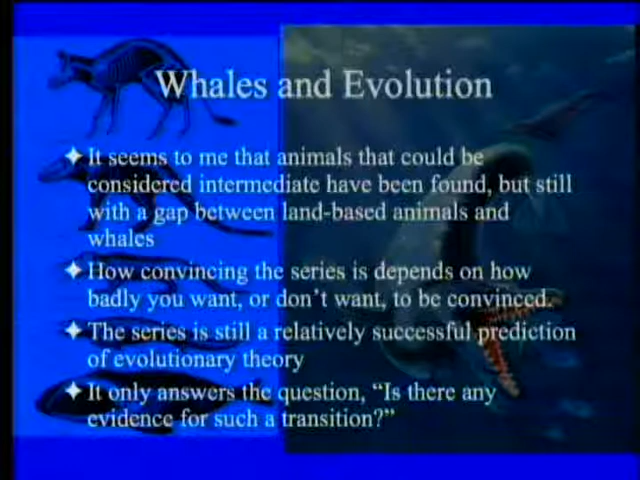 Whales and Evolution
It seems to me that animals that could be
considered intermediate have been found, but still
with a gap between land-based animals and
whales
How convincing the series is depends on how
badly you want, or don't want, to be convinced.
The series is still a relatively successful prediction
of evolutionary theory
It only answers the question, “Is there any
evidence for such a transition?”